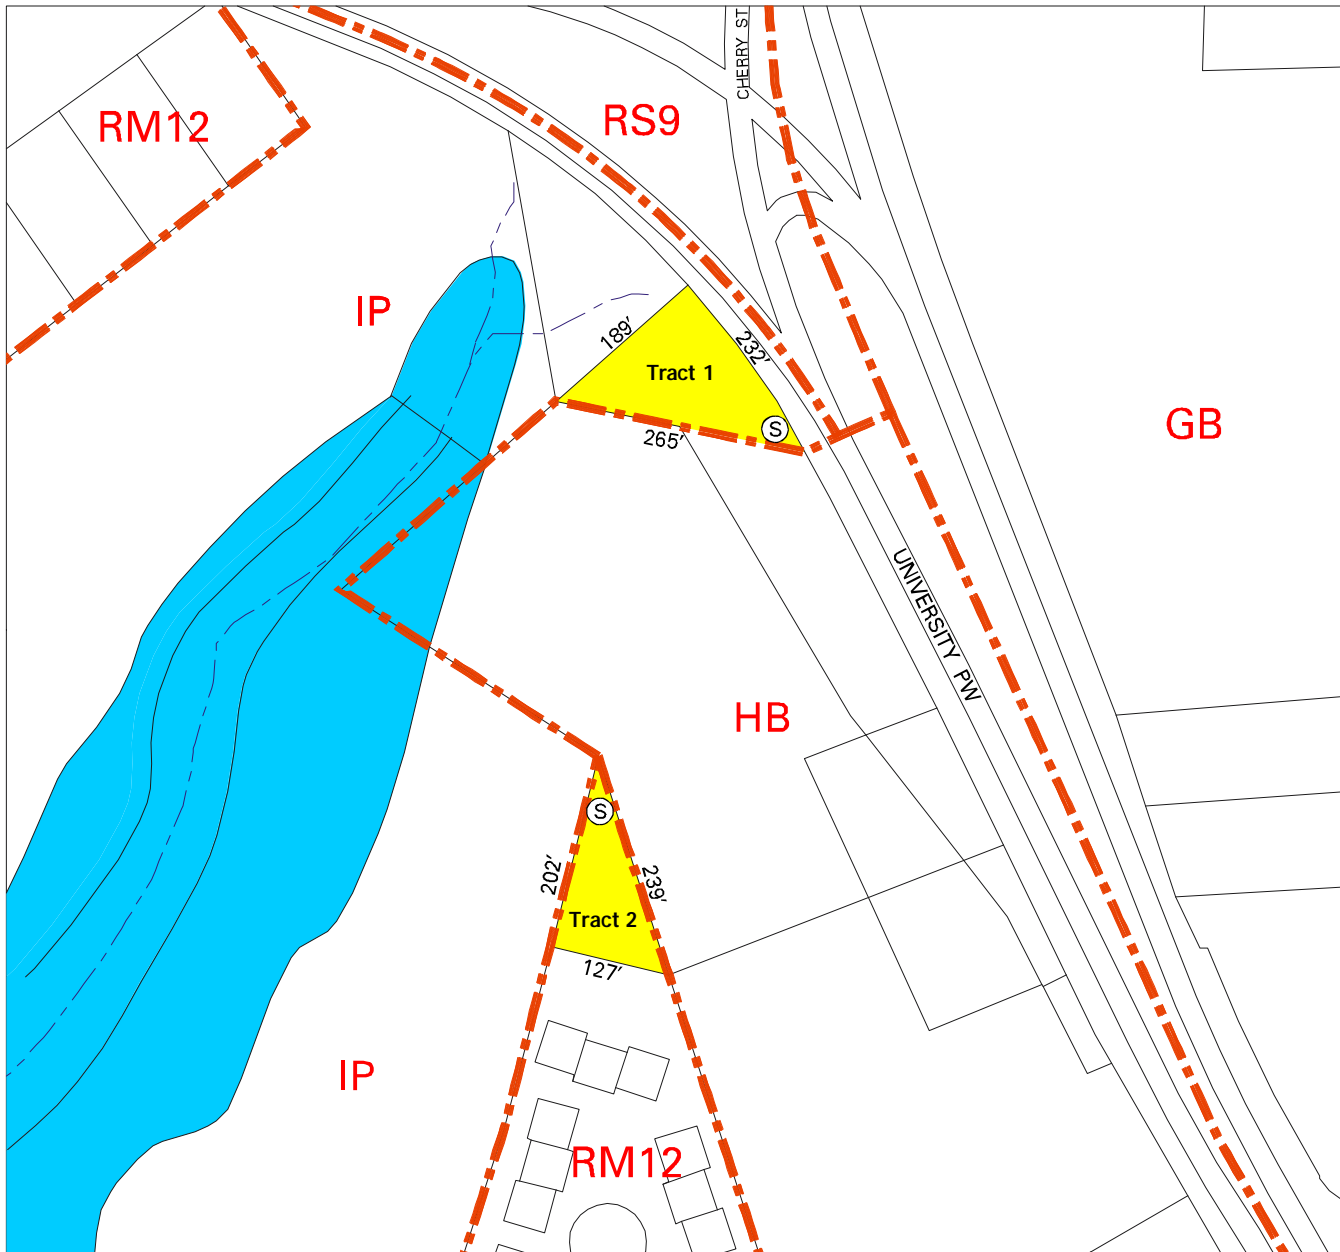 CHERRY ST
RM12
RS9
IP
189'
232'
Tract 1
S
265'
GB
UNIVERSITY PW
HB
S
202'
239'
Tract 2
127'
IP
RM12